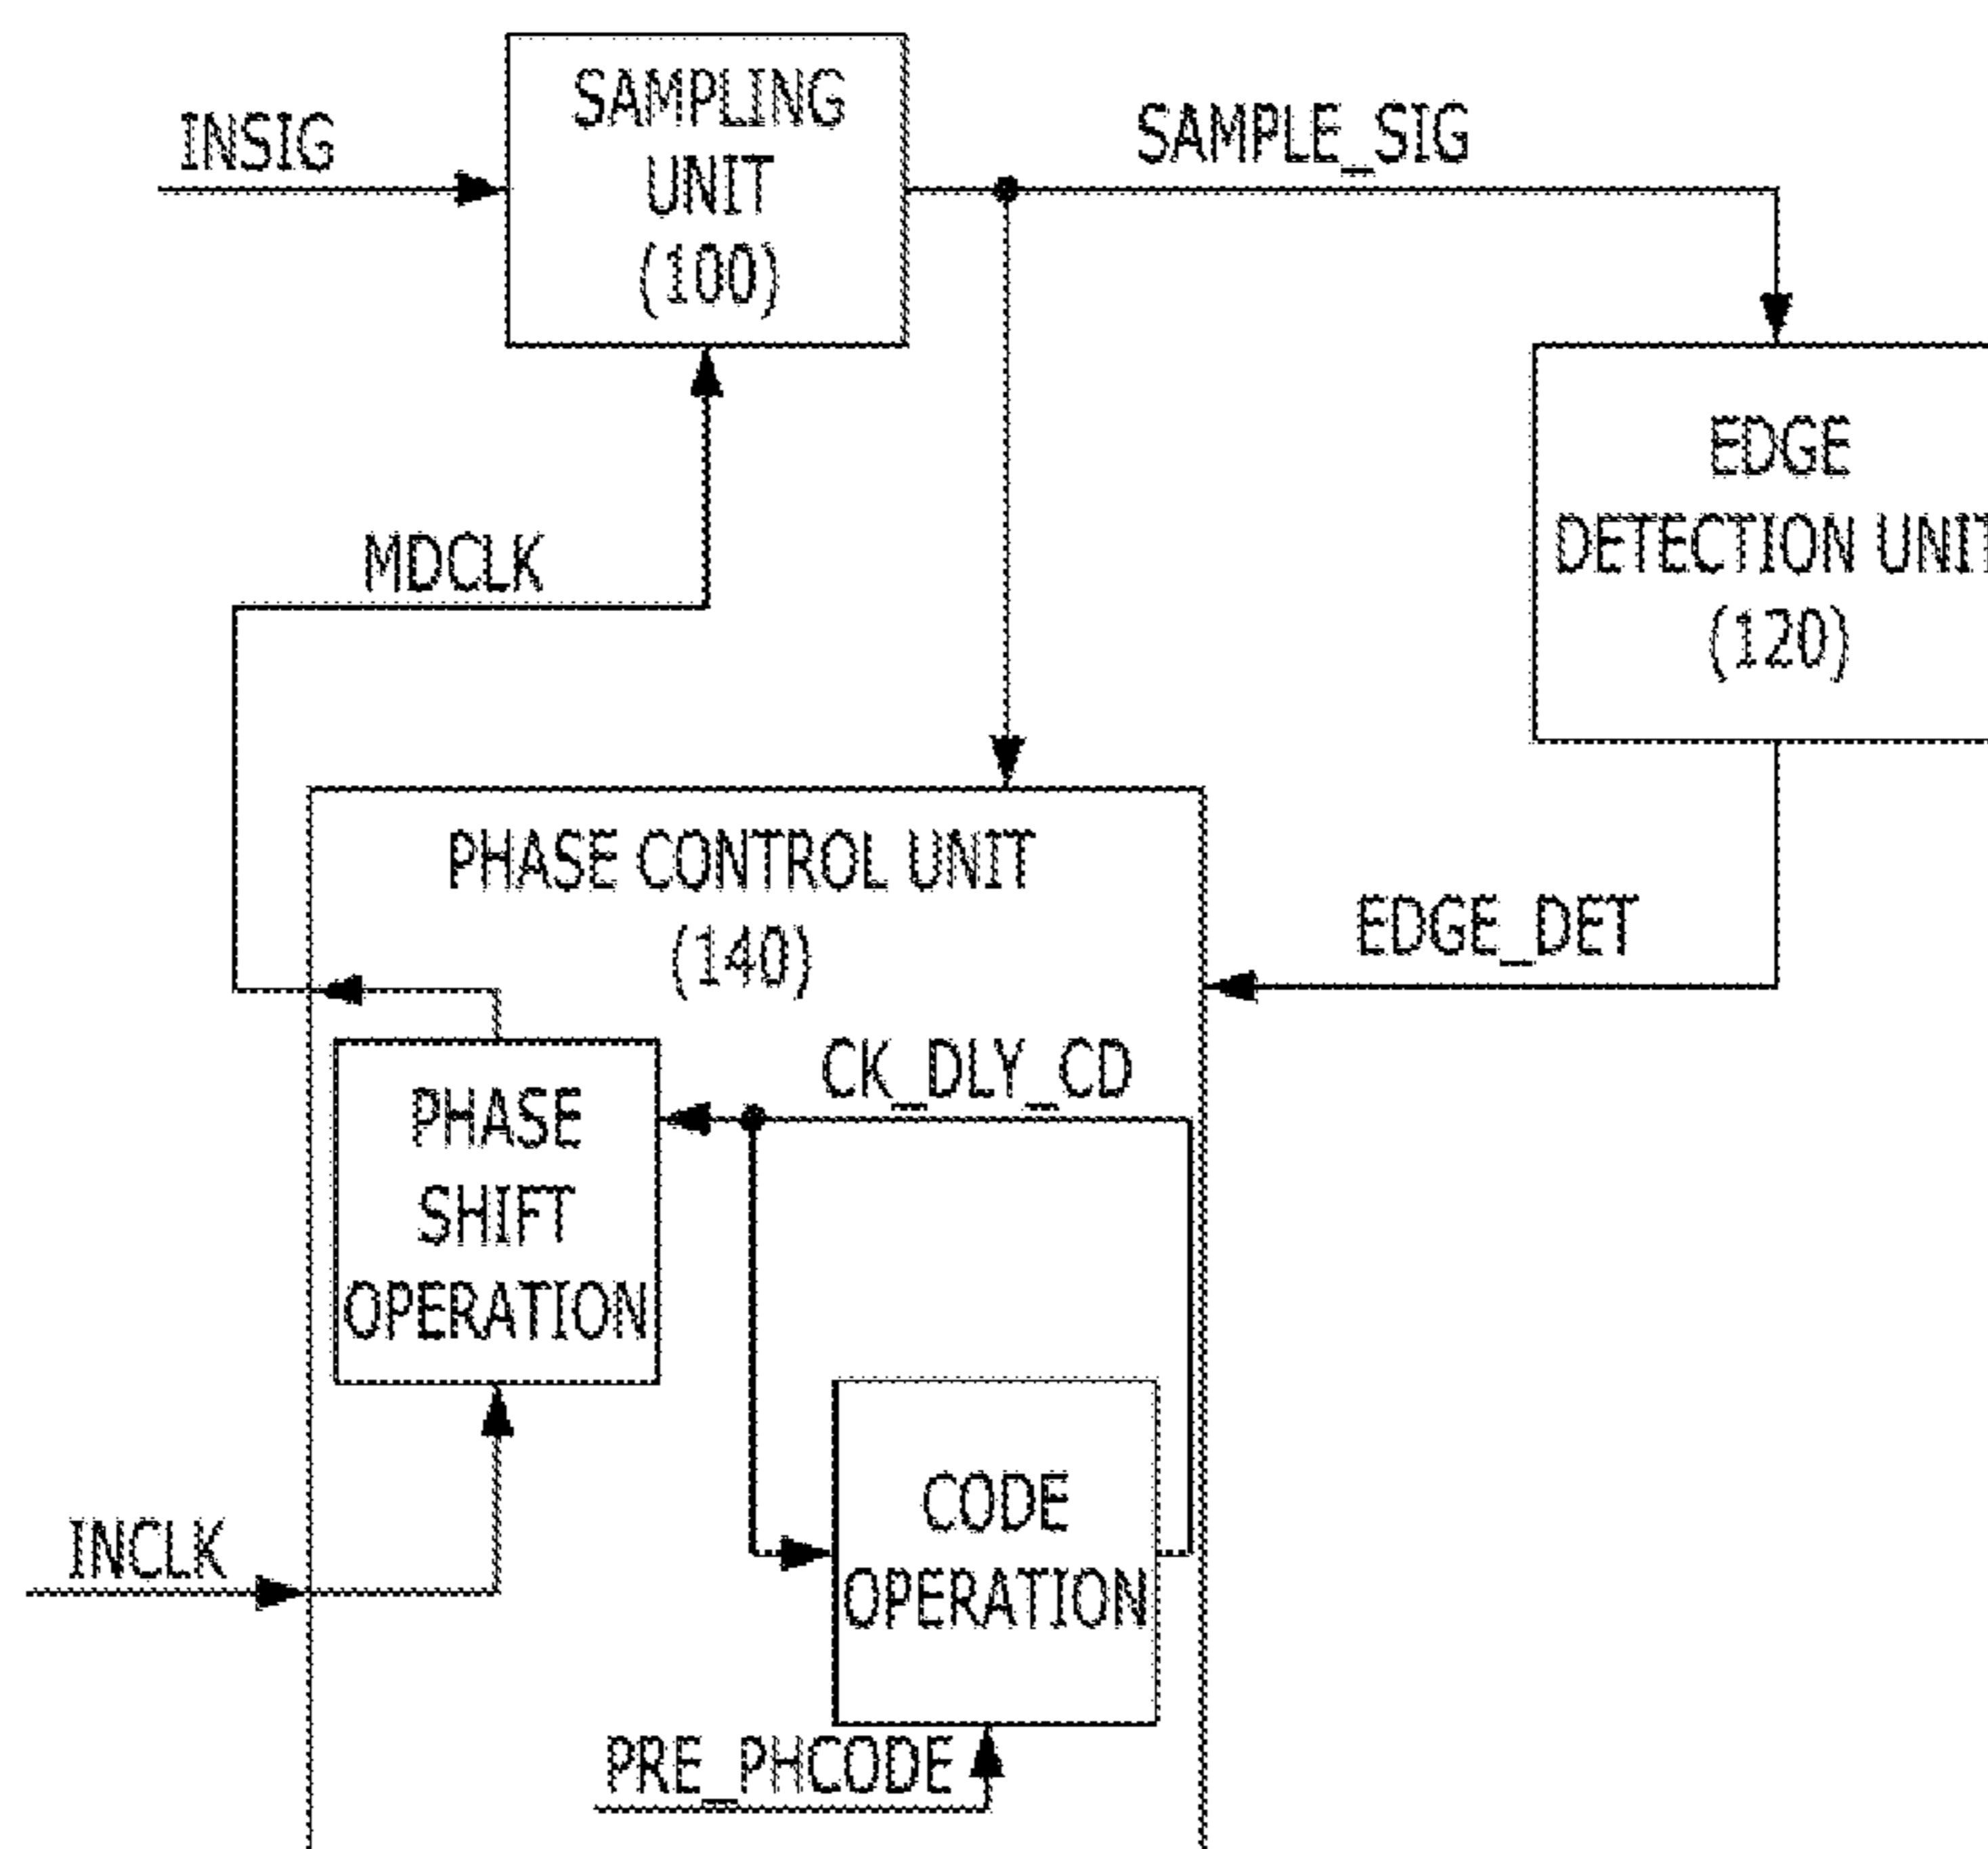 SAMPLING
UNIT
(100)
INSIG
SAMPLE_SIG
EDGE
DETECTION UNIT
(120)
MDCLK
PHASE CONTROL UNIT
(140)
EDGE_DET
CK_DLY_CD
PHASE
SHIFT
OPERATION
CODE
OPERATION
INCLK
PRE_PHCODE